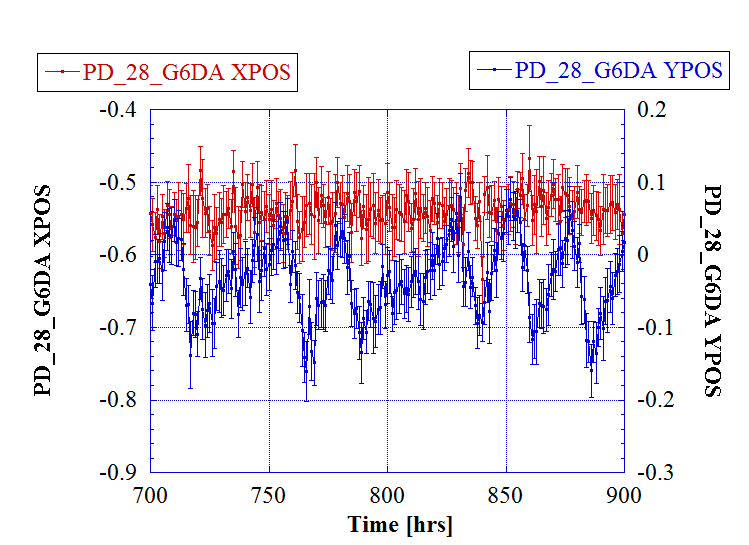 PD_28_G6DA XPOS
PD_28_G6DA YPOS
-0.4
-0.5
-0.6
-0.7
-0.8
-0.9
PD_28_G6DA XPOS
0.2
0.1
0
-0.1
-0.2
-0.3
PD_28_G6DA YPOS
700 750 800 850 900
Time [hrs]